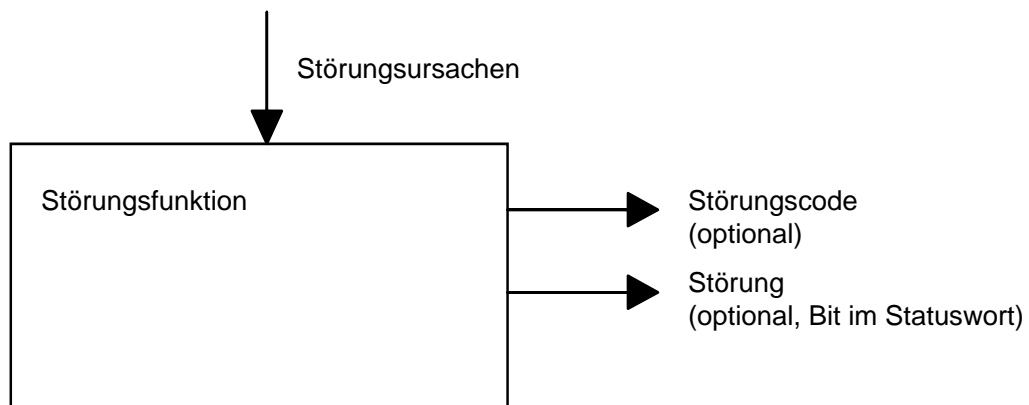 Störungsursachen
Störungsfunktion
Störungscode
(optional)
Störung
(optional, Bit im Statuswort)